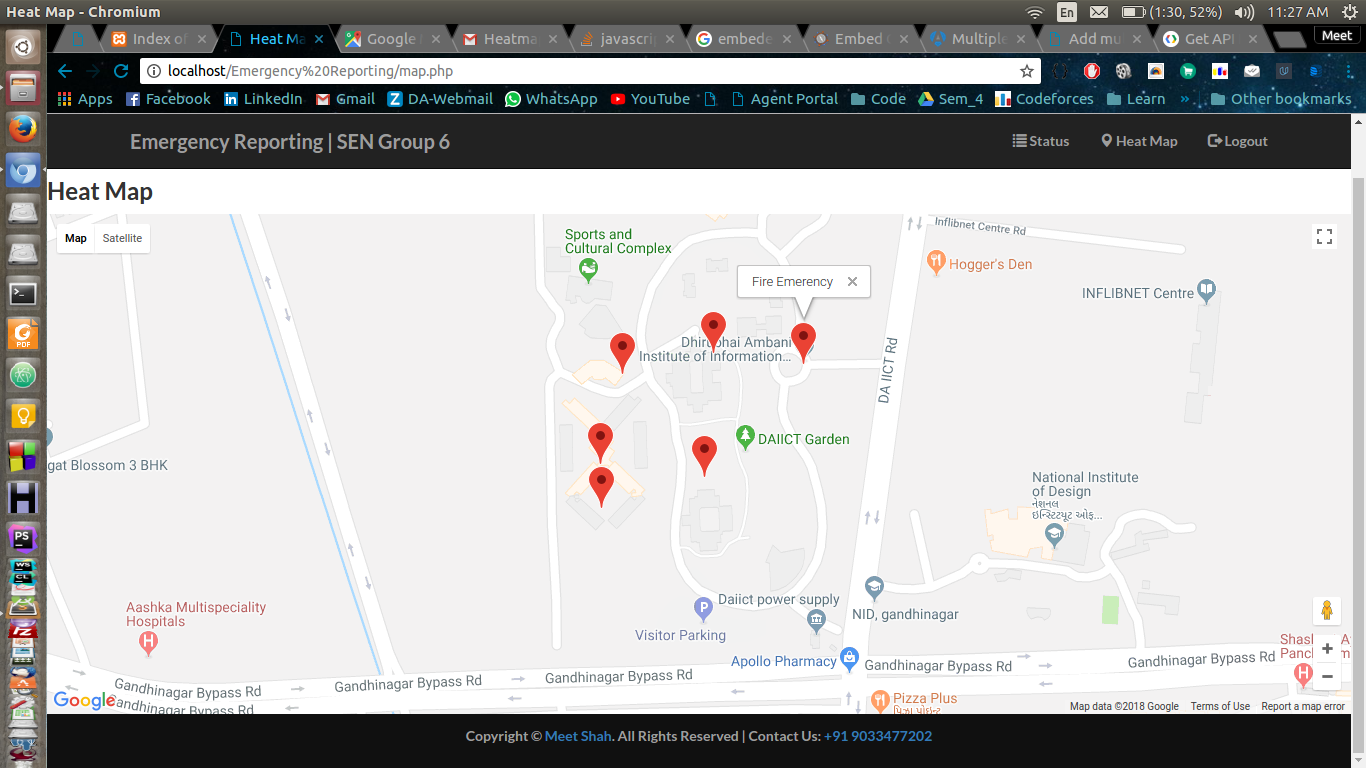 Heat Map - Chromium
En
(1:30, 52%)
11:27 AM
Index of
Heat Ma
Google
Heatma
javascrip
embede
Embed
Multiple
Add mu
Get API
Meet
localhost/Emergency%20Reporting/map.php
Apps
Facebook
LinkedIn
Gmail
DA-Webmail
WhatsApp
YouTube
Agent Portal
Code
Sem_4
Codeforces
Learn
»
Other bookmarks
Emergency Reporting | SEN Group 6
Status
Heat Map
Logout
Heat Map
Map
Satellite
Inflibnet Centre Rd
Sports and
Cultural Complex
Hogger's Den
Fire Emerency
INFLIBNET Centre
Dhirubhai Ambani
Institute of Information...
DA IICT Rd
DAIICT Garden
gat Blossom 3 BHK
National Institute
of Design
નેશનલ
ઇન્સ્ટિટ્યૂટ ઓફ...
Daiict power supply
Aashka Multispeciality
Hospitals
NID, gandhinagar
Visitor Parking
Apollo Pharmacy
Gandhinagar Bypass Rd
Gandhinagar Bypass Rd
Gandhinagar Bypass Rd
Gandhinagar Bypass Rd
Gandhinagar Bypass Rd
Gandhinagar Bypass Rd
Pizza Plus
પિઝા પોઇન્ટ
Google
Map data ©2018 Google
Terms of Use
Report a map error
Copyright © Meet Shah. All Rights Reserved | Contact Us: +91 9033477202